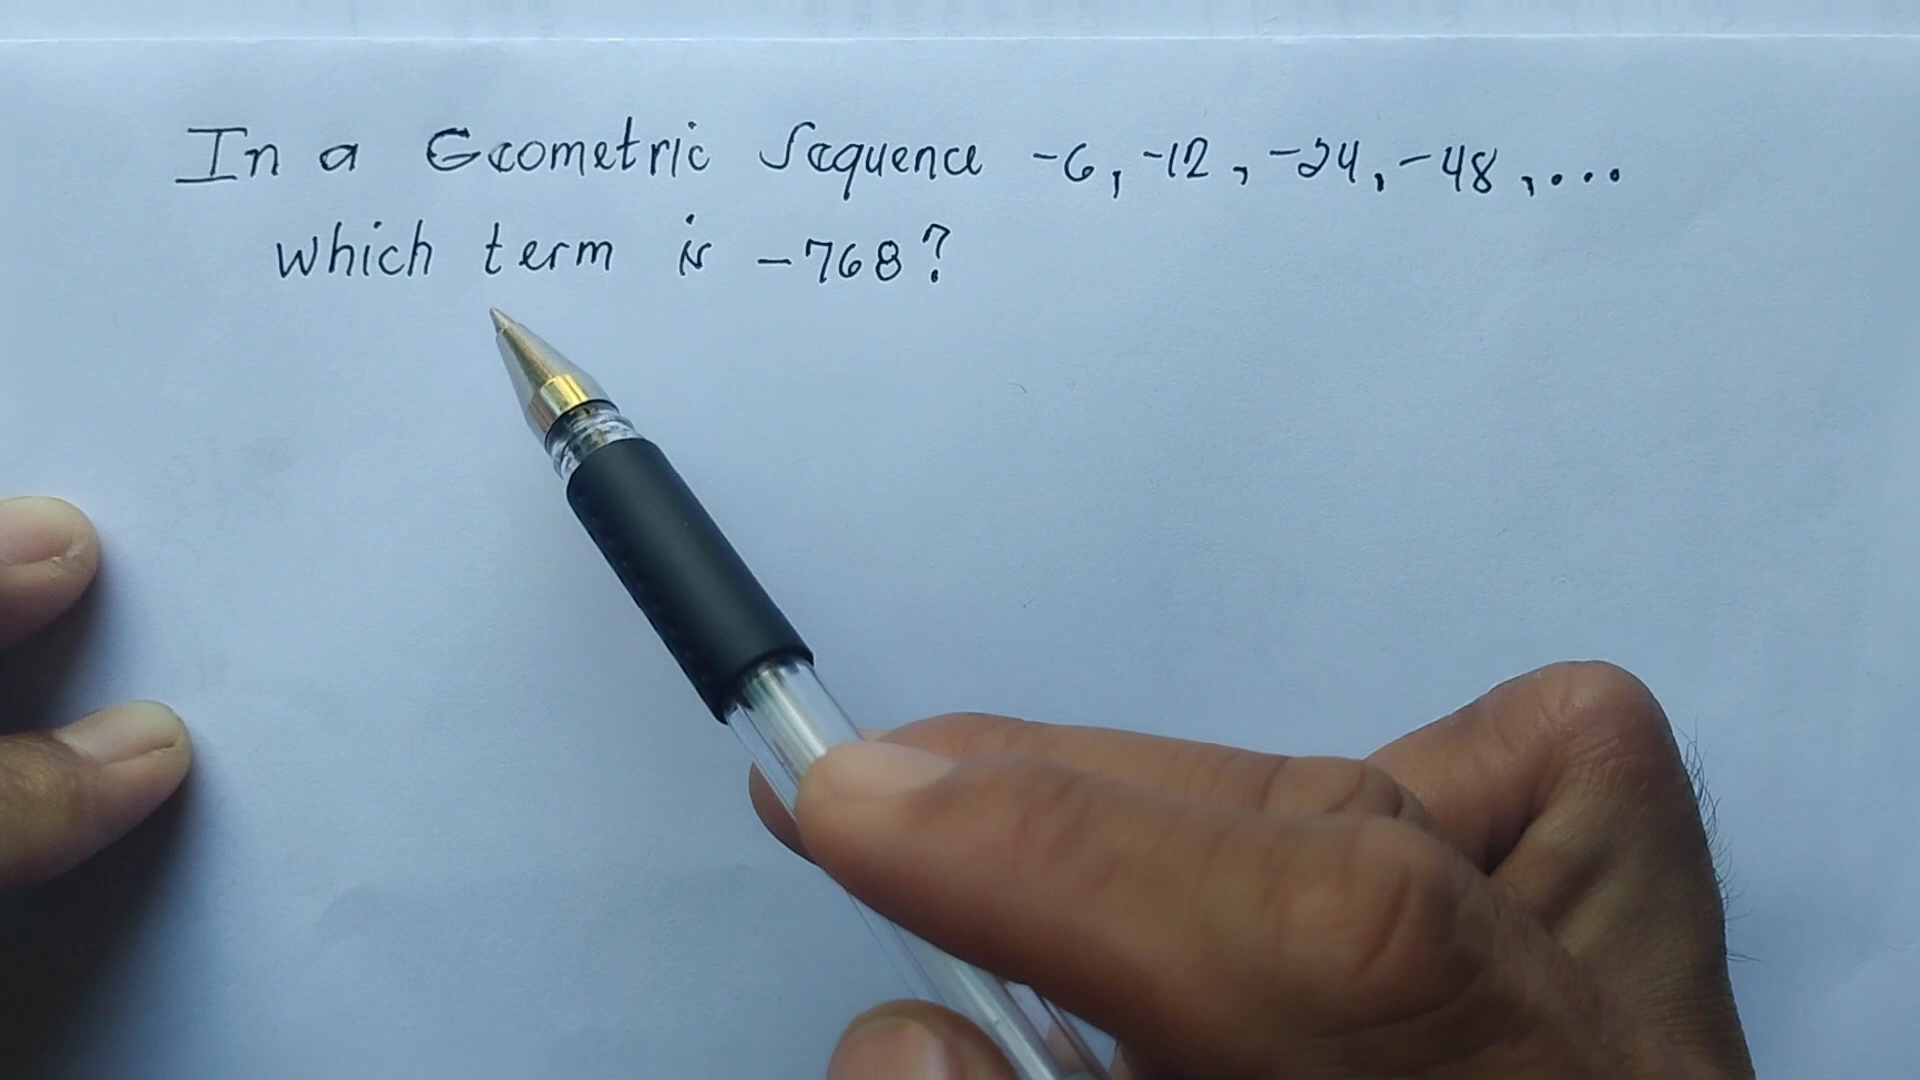 In a Geometric Sequence -6, -12, -24, -48, ...
which term is -768?